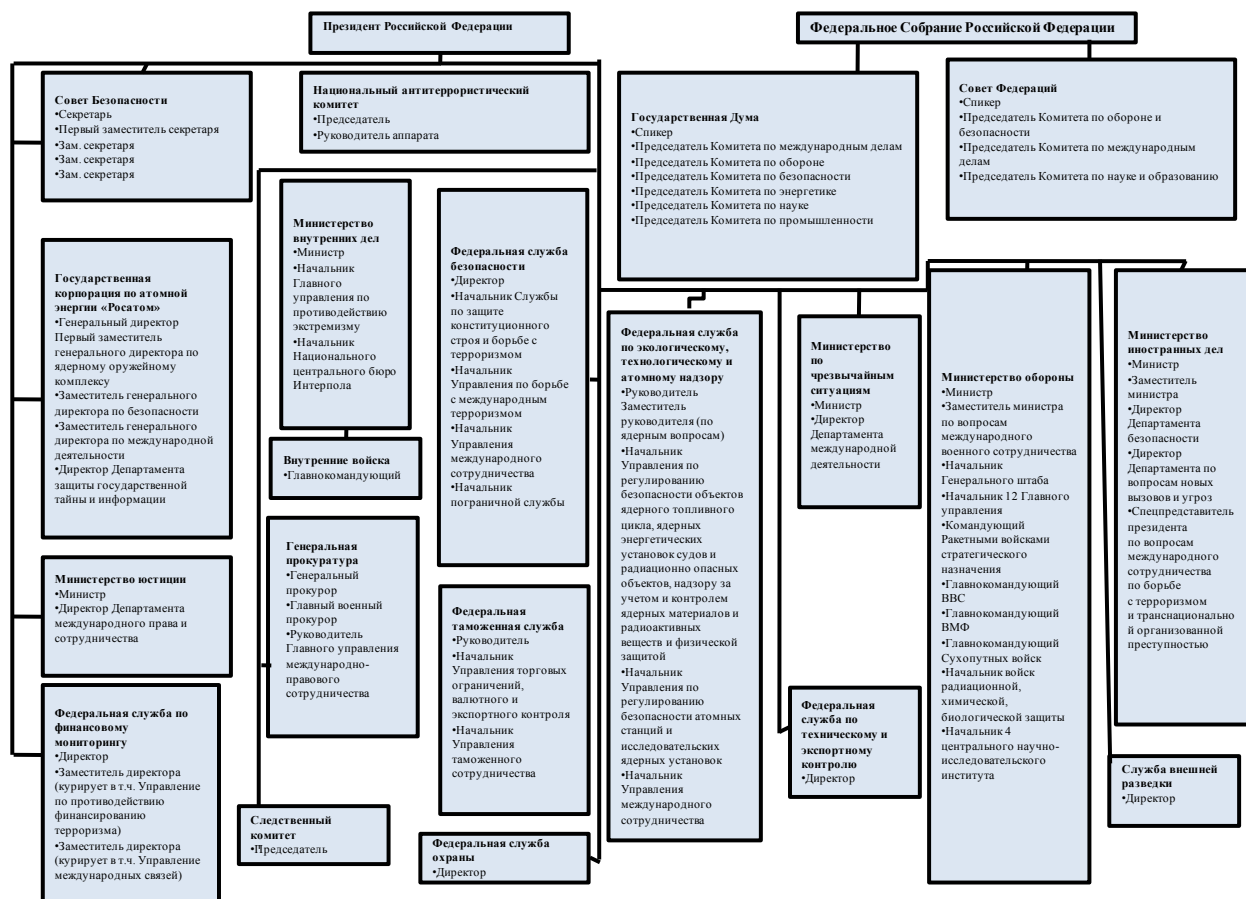 Президент Российской Федерации
Федеральное Собрание Российской Федерации
Совет Безопасности
•Секретарь
•Первый заместитель секретаря
•Зам. секретаря
•Зам. секретаря
•Зам. секретаря
Национальный антитеррористический
комитет
•Председатель
•Руководитель аппарата
Государственная Дума
•Спикер
•Председатель Комитета по международным делам
•Председатель Комитета по обороне
•Председатель Комитета по безопасности
•Председатель Комитета по энергетике
•Председатель Комитета по науке
•Председатель Комитета по промышленности
Совет Федераций
•Спикер
•Председатель Комитета по обороне и
безопасности
•Председатель Комитета по международным
делам
•Председатель Комитета по науке и образованию
Государственная
корпорация по атомной
энергии «Росатом»
•Генеральный директор
Первый заместитель
генерального директора по
ядерному оружейному
комплексу
•Заместитель генерального
директора по безопасности
•Заместитель генерального
директора по международной
деятельности
•Директор Департамента
защиты государственной
тайны и информации
Министерство
внутренних дел
•Министр
•Начальник
Главного
управления по
противодействию
экстремизму
•Начальник
Национального
центрального бюро
Интерпола
Внутренние войска
•Главнокомандующий
Федеральная служба
безопасности
•Директор
•Начальник Службы
по защите
конституционного
строя и борьбе с
терроризмом
•Начальник
Управления по борьбе
с международным
терроризмом
•Начальник
Управления
международного
сотрудничества
•Начальник
пограничной службы
Федеральная служба
по экологическому,
технологическому и
атомному надзору
•Руководитель
Заместитель
руководителя (по
ядерным вопросам)
•Начальник
Управления по
регулированию
безопасности объектов
ядерного топливного
цикла, ядерных
энергетических
установок судов и
радиационно опасных
объектов, надзору за
учетом и контролем
ядерных материалов и
радиоактивных
веществ и физической
защитой
•Начальник
Управления по
регулированию
безопасности атомных
станций и
исследовательских
ядерных установок
•Начальник
Управления
международного
сотрудничества
Министерство
по
чрезвычайным
ситуациям
•Министр
•Директор
Департамента
международной
деятельности
Министерство обороны
•Министр
•Заместитель министра
по вопросам
международного
военного сотрудничества
•Начальник
Генерального штаба
•Начальник 12 Главного
управления
•Командующий
Ракетными войсками
стратегического
назначения
•Главнокомандующий
ВВС
•Главнокомандующий
ВМФ
•Главнокомандующий
Сухопутных войск
•Начальник войск
радиационной,
химической,
биологической защиты
•Начальник 4
центрального научно-
исследовательского
института
Министерство
иностранных дел
•Министр
•Заместитель
министра
•Директор
Департамента
безопасности
•Директор
Департамента по
вопросам новых
вызовов и угроз
•Спецпредставитель
президента
по вопросам
международного
сотрудничества
по борьбе
с терроризмом
и транснационально
й организованной
преступностью
Министерство юстиции
•Министр
•Директор Департамента
международного права и
сотрудничества
Генеральная
прокуратура
•Генеральный
прокурор
•Главный военный
прокурор
•Руководитель
Главного управления
международно-
правового
сотрудничества
Федеральная
таможенная служба
•Руководитель
•Начальник
Управления торговых
ограничений,
валютного и
экспортного контроля
•Начальник
Управления
таможенного
сотрудничества
Федеральная служба по
финансовому
мониторингу
•Директор
•Заместитель директора
(курирует в т.ч. Управление
по противодействию
финансированию
терроризма)
•Заместитель директора
(курирует в т.ч. Управление
международных связей)
Следственный
комитет
•Председатель
Федеральная служба
охраны
•Директор
Федеральная
служба по
техническому и
экспортному
контролю
•Директор
Служба внешней
разведки
•Директор